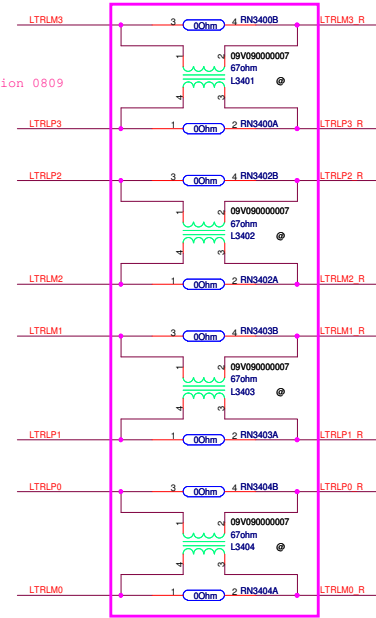 LTRLM3 3 0Ohm 4 RN3400B LTRLM3_R
1 2 09V090000007
67ohm
L3401 @
ion 0809
4 3
LTRLP3 1 0Ohm 2 RN3400A LTRLP3_R
LTRLP2 3 0Ohm 4 RN3402B LTRLP2_R
1 2 09V090000007
67ohm
L3402 @
4 3
LTRLM2 1 0Ohm 2 RN3402A LTRLM2_R
LTRLM1 3 0Ohm 4 RN3403B LTRLM1_R
1 2 09V090000007
67ohm
L3403 @
4 3
LTRLP1 1 0Ohm 2 RN3403A LTRLP1_R
LTRLP0 3 0Ohm 4 RN3404B LTRLP0_R
1 2 09V090000007
67ohm
L3404 @
4 3
LTRLM0 1 0Ohm 2 RN3404A LTRLM0_R